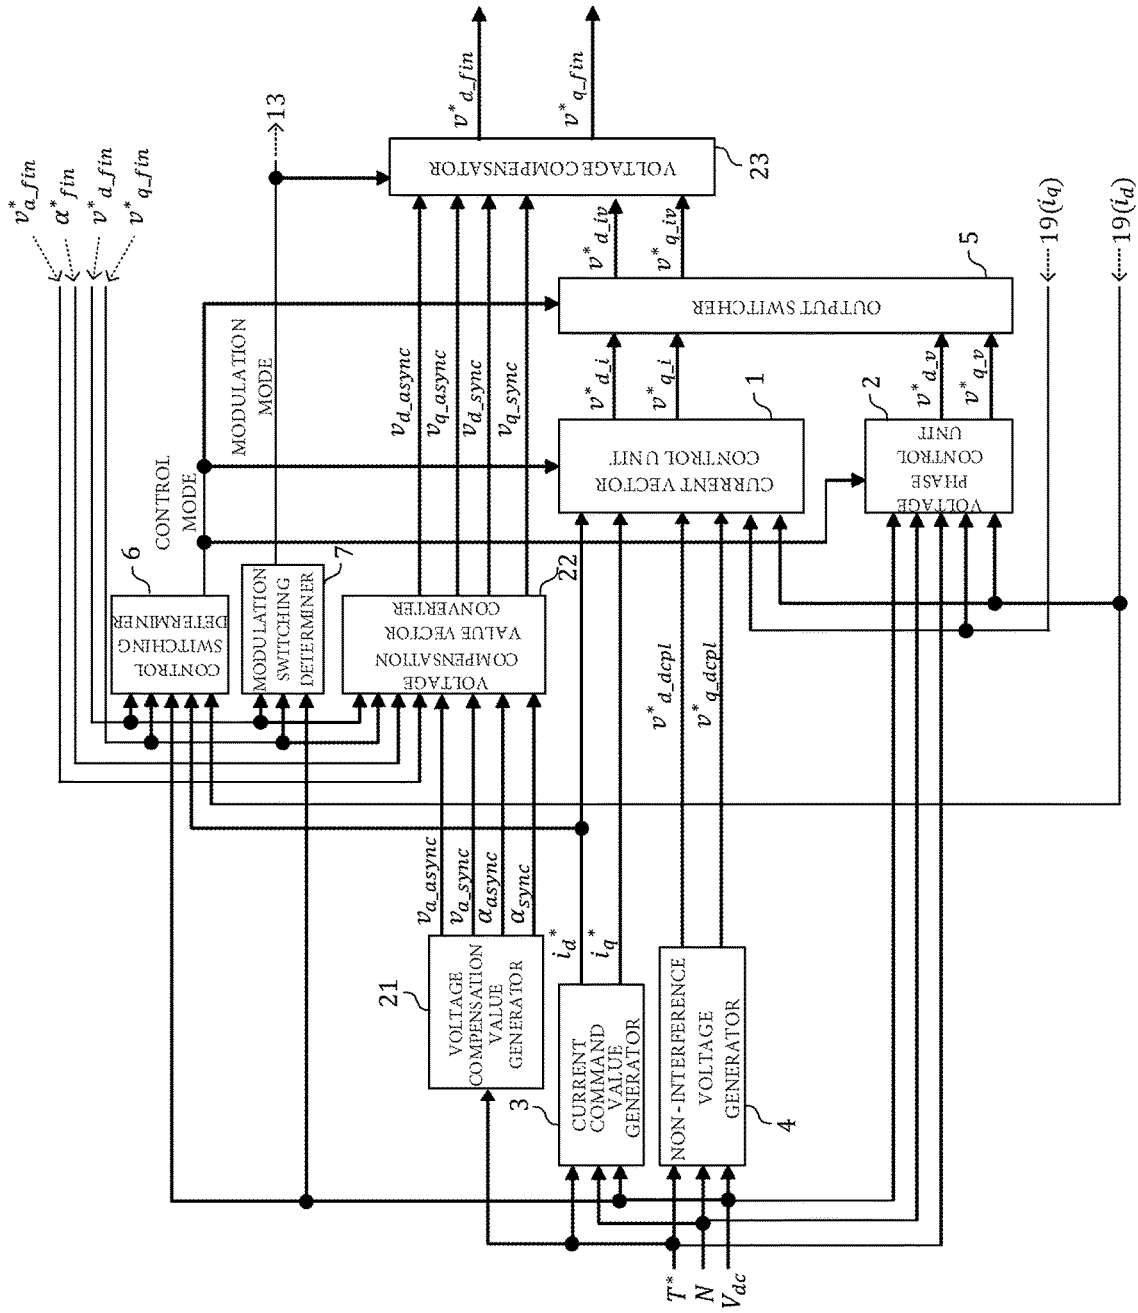 v*a_fin
α*fin
v*d_fin
v*q_fin
13
v*d_fin
v*q_fin
VOLTAGE COMPENSATOR
23
v*d_iv
v*q_iv
5
19(iq)
19(id)
OUTPUT SWITCHER
MODULATION
MODE
CONTROL
MODE
vd_async
vq_async
vd_sync
vq_sync
v*d_i
v*q_i
1
2
v*d_v
v*q_v
CURRENT VECTOR
CONTROL UNIT
VOLTAGE
PHASE
CONTROL
UNIT
6
CONTROL
SWITCHING
DETERMINER
7
MODULATION
SWITCHING
DETERMINER
22
VOLTAGE
COMPENSATION
VALUE VECTOR
CONVERTER
v*d_dcpl
v*q_dcpl
va_async
va_sync
αasync
αsync
id*
iq*
21
VOLTAGE
COMPENSATION
VALUE
GENERATOR
3
CURRENT
COMMAND
VALUE
GENERATOR
NON-INTERFERENCE
VOLTAGE
GENERATOR
4
T*
N
Vdc